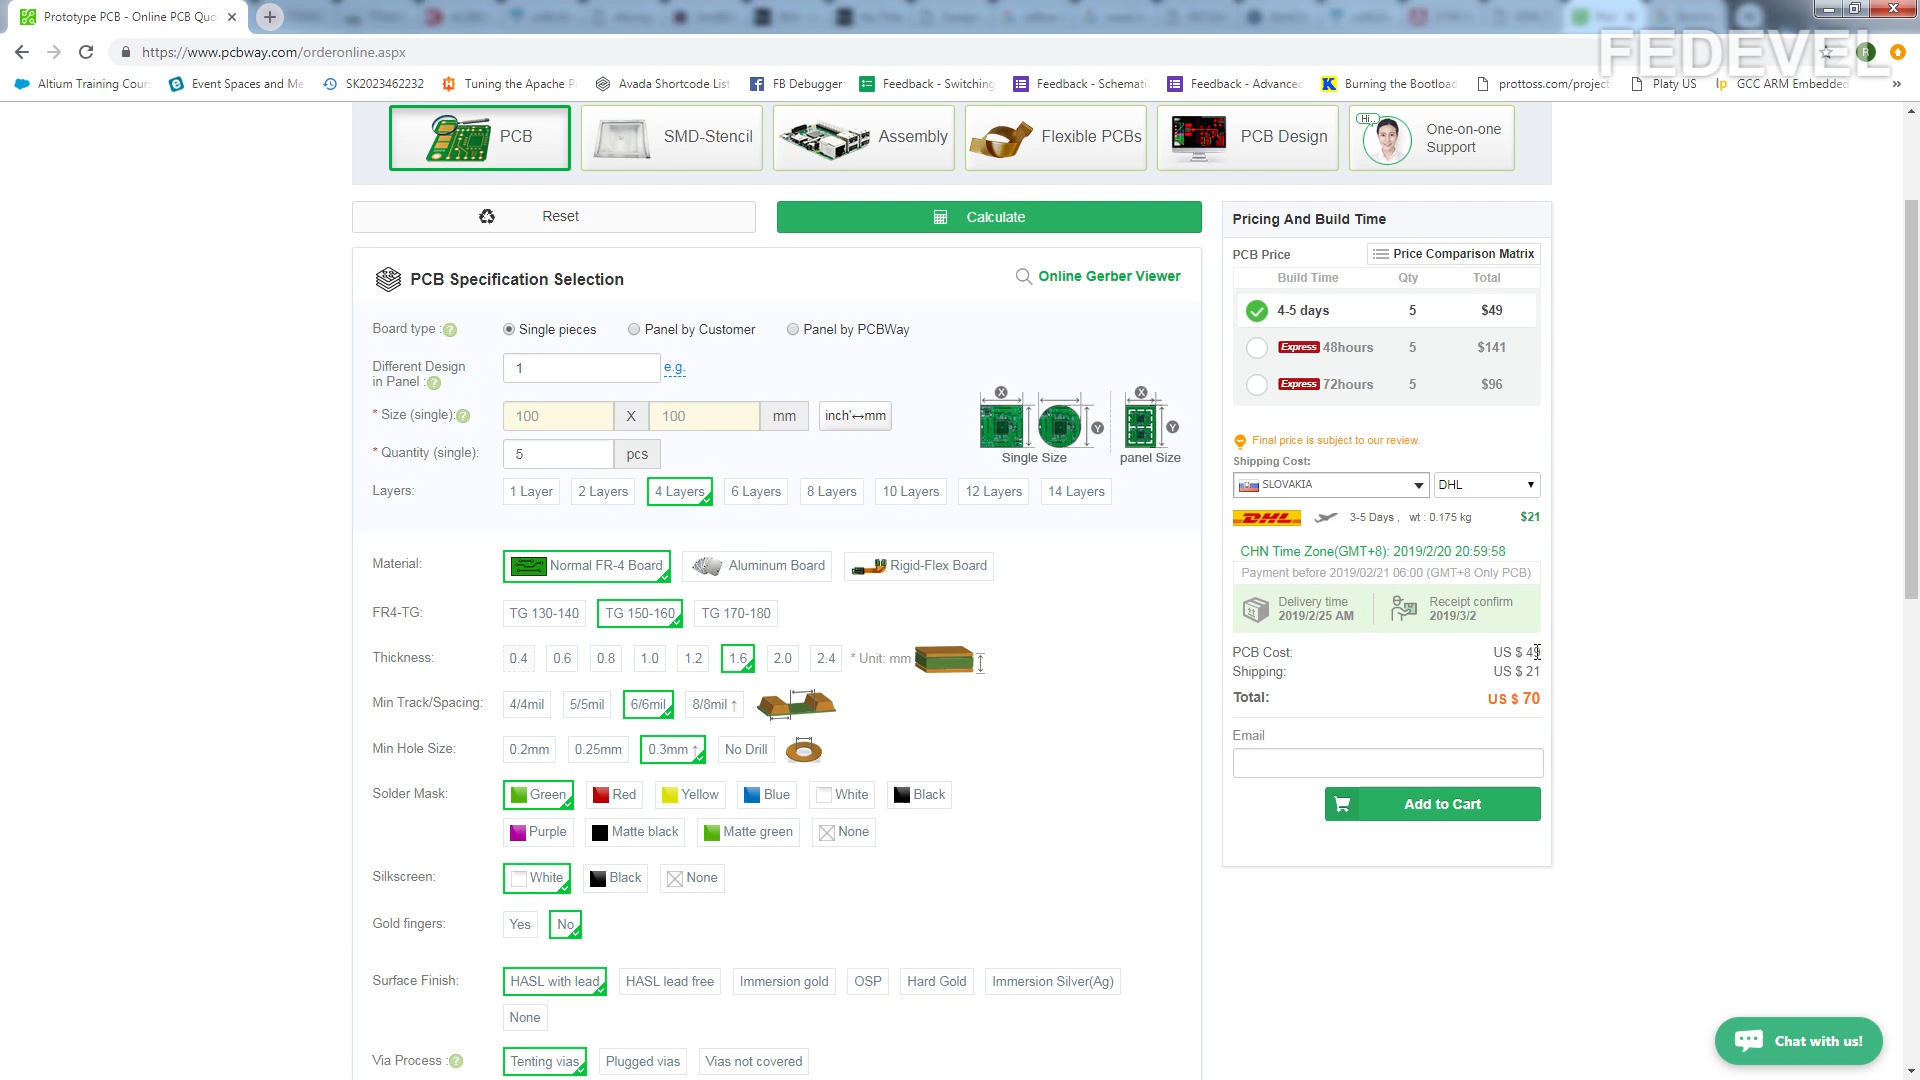 Prototype PCB - Online PCB Quo
https://www.pcbway.com/orderonline.aspx
FEDEVEL
Altium Training Cour
Event Spaces and Me
SK2023462232
Tuning the Apache P
Avada Shortcode List
FB Debugger
Feedback - Switching
Feedback - Schemati
Feedback - Advanced
Burning the Bootload
prottoss.com/project
Platy US
GCC ARM Embedded
PCB
SMD-Stencil
Assembly
Flexible PCBs
PCB Design
Hi..
One-on-one
Support
Reset
Calculate
PCB Specification Selection
Online Gerber Viewer
Board type :
Single pieces
Panel by Customer
Panel by PCBWay
Different Design
in Panel :
1
e.g.
* Size (single):
100 X 100 mm
inch'↔mm
* Quantity (single):
5 pcs
X X
Y Y
Single Size
panel Size
Layers:
1 Layer
2 Layers
4 Layers
6 Layers
8 Layers
10 Layers
12 Layers
14 Layers
Material:
Normal FR-4 Board
Aluminum Board
Rigid-Flex Board
FR4-TG:
TG 130-140
TG 150-160
TG 170-180
Thickness:
0.4
0.6
0.8
1.0
1.2
1.6
2.0
2.4
* Unit: mm
Min Track/Spacing:
4/4mil
5/5mil
6/6mil
8/8mil ↑
Min Hole Size:
0.2mm
0.25mm
0.3mm ↑
No Drill
Solder Mask:
Green
Red
Yellow
Blue
White
Black
Purple
Matte black
Matte green
None
Silkscreen:
White
Black
None
Gold fingers:
Yes
No
Surface Finish:
HASL with lead
HASL lead free
Immersion gold
OSP
Hard Gold
Immersion Silver(Ag)
None
Via Process :
Tenting vias
Plugged vias
Vias not covered
Pricing And Build Time
PCB Price
Price Comparison Matrix
Build Time Qty Total
4-5 days 5 $49
Express 48hours 5 $141
Express 72hours 5 $96
Final price is subject to our review.
Shipping Cost:
SLOVAKIA
DHL
DHL 3-5 Days , wt : 0.175 kg $21
CHN Time Zone(GMT+8): 2019/2/20 20:59:58
Payment before 2019/02/21 06:00 (GMT+8 Only PCB)
Delivery time
2019/2/25 AM
Receipt confirm
2019/3/2
PCB Cost: US $ 49
Shipping: US $ 21
Total: US $ 70
Email
Add to Cart
Chat with us!